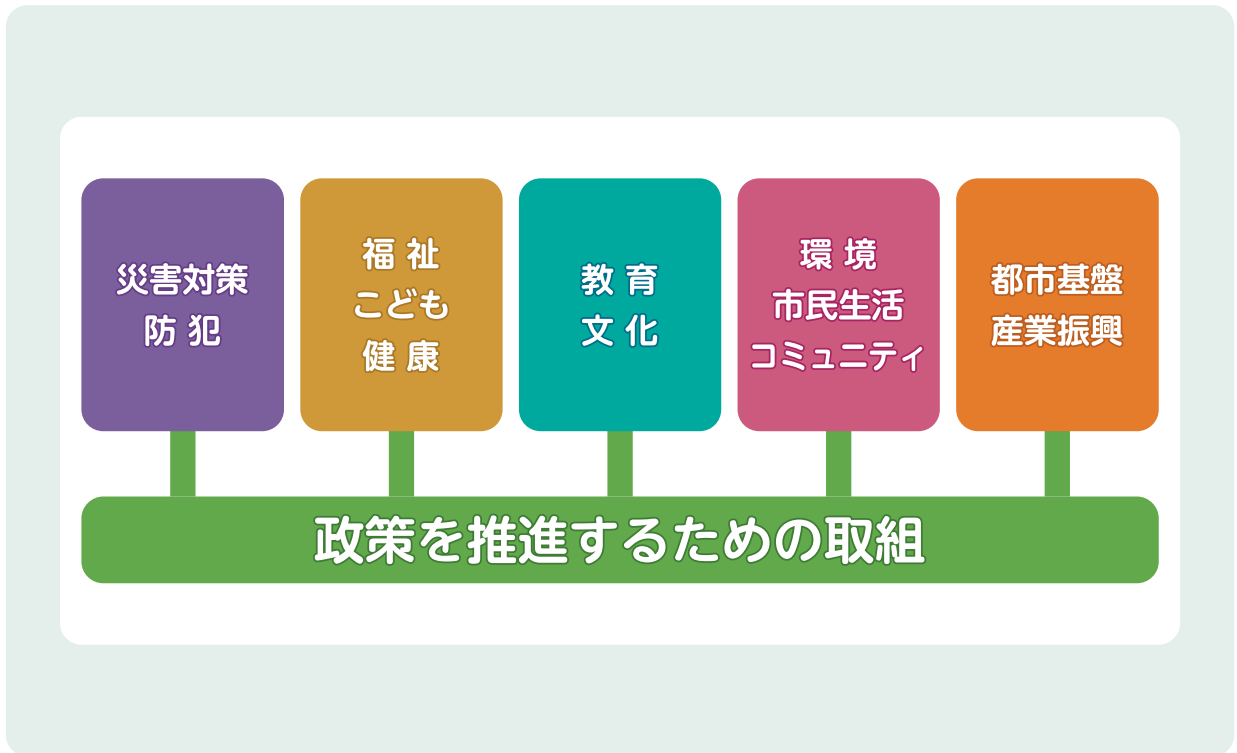 災害対策
防犯
福祉
こども
健康
教育
文化
環境
市民生活
コミュニティ
都市基盤
産業振興
政策を推進するための取組